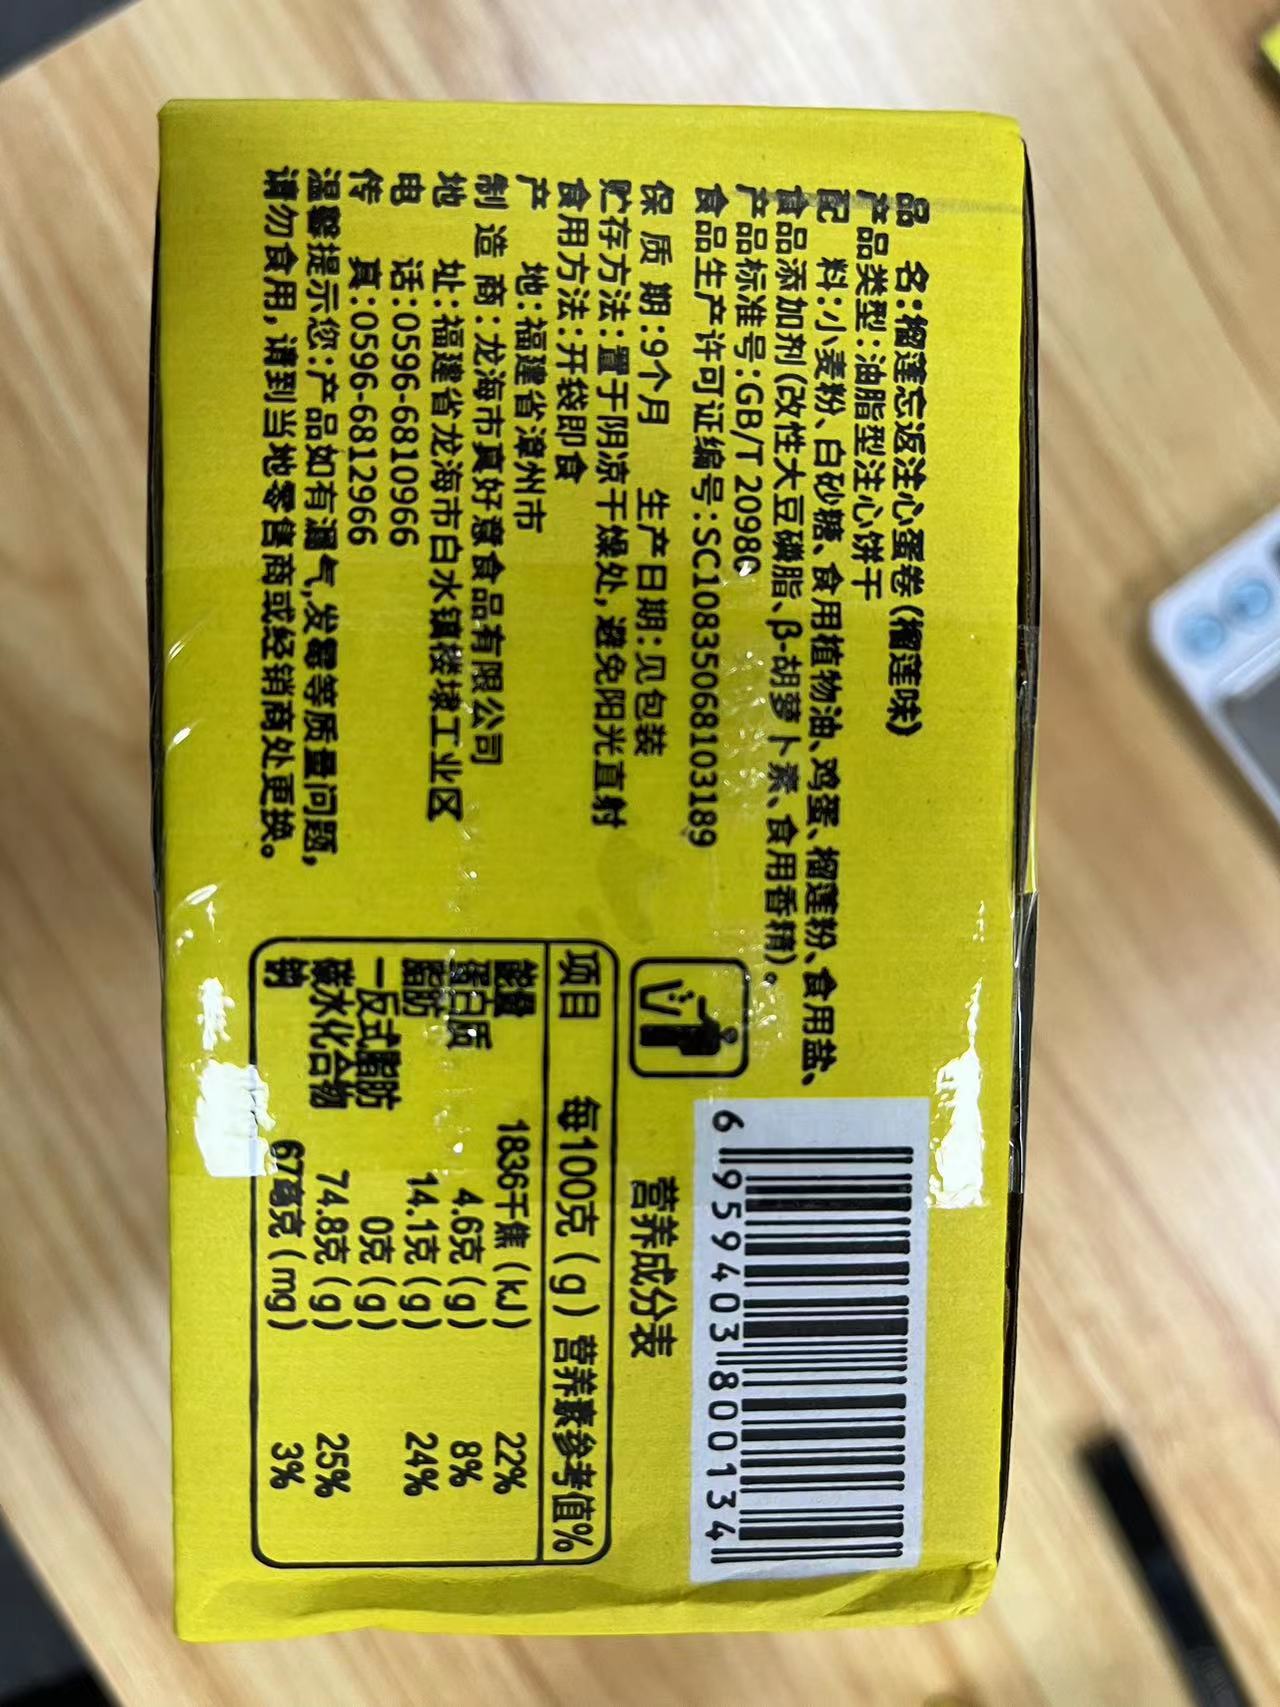 品　名:榴莲忘返注心蛋卷(榴莲味)
产品类型:油脂型注心饼干
配　料:小麦粉、白砂糖、食用植物油、鸡蛋、榴莲粉、食用盐、
食品添加剂(改性大豆磷脂、β-胡萝卜素、食用香精)。
产品标准号:GB/T 20980
食品生产许可证编号:SC10835068103189
保 质 期:9个月　生产日期:见包装
贮存方法:置于阴凉干燥处,避免阳光直射
食用方法:开袋即食
产　地:福建省漳州市
制 造 商:龙海市真好意食品有限公司
地　址:福建省龙海市白水镇楼埭工业区
电　话:0596-6810966
传　真:0596-6812966
温馨提示您:产品如有漏气,发霉等质量问题,
请勿食用,请到当地零售商或经销商处更换。
6 959403 800134
营养成分表
项目　每100克(g)　营养素参考值%
能量　1836千焦(kJ)　22%
蛋白质　4.6克(g)　8%
脂肪　14.1克(g)　24%
一反式脂肪　0克(g)
碳水化合物　74.8克(g)　25%
钠　67毫克(mg)　3%